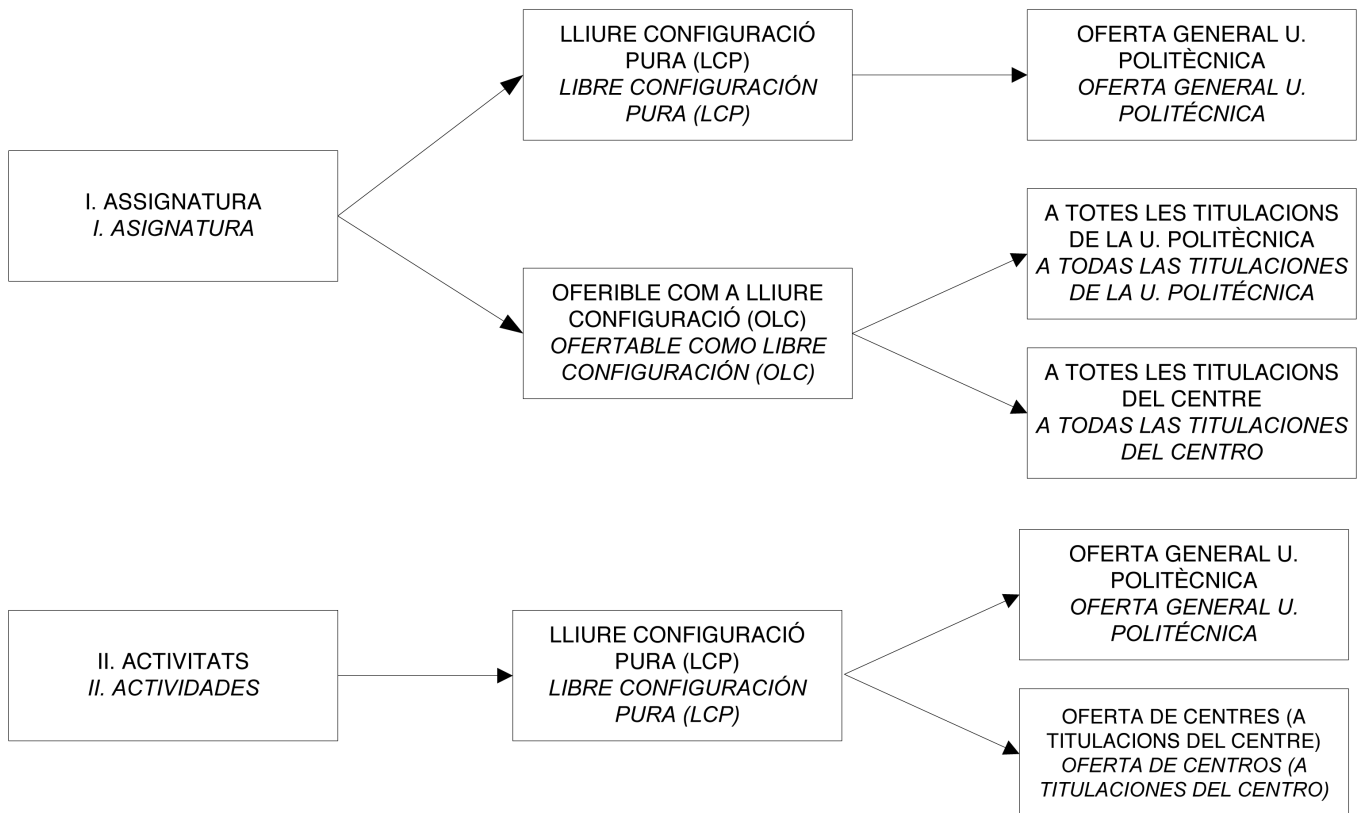 LLIURE CONFIGURACIÓ
PURA (LCP)
LIBRE CONFIGURACIÓN
PURA (LCP)
OFERTA GENERAL U.
POLITÈCNICA
OFERTA GENERAL U.
POLITÉCNICA
I. ASSIGNATURA
I. ASIGNATURA
OFERIBLE COM A LLIURE
CONFIGURACIÓ (OLC)
OFERTABLE COMO LIBRE
CONFIGURACIÓN (OLC)
A TOTES LES TITULACIONS
DE LA U. POLITÈCNICA
A TODAS LAS TITULACIONES
DE LA U. POLITÉCNICA
A TOTES LES TITULACIONS
DEL CENTRE
A TODAS LAS TITULACIONES
DEL CENTRO
II. ACTIVITATS
II. ACTIVIDADES
LLIURE CONFIGURACIÓ
PURA (LCP)
LIBRE CONFIGURACIÓN
PURA (LCP)
OFERTA GENERAL U.
POLITÈCNICA
OFERTA GENERAL U.
POLITÉCNICA
OFERTA DE CENTRES (A
TITULACIONS DEL CENTRE)
OFERTA DE CENTROS (A
TITULACIONES DEL CENTRO)